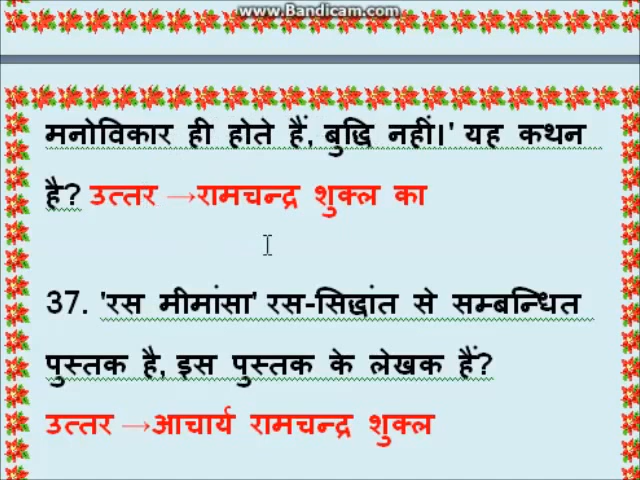 www.Bandicam.com
मनोविकार ही होते हैं, बुद्धि नहीं।' यह कथन
है? उत्तर →रामचन्द्र शुक्ल का
37. 'रस मीमांसा' रस-सिद्धांत से सम्बन्धित
पुस्तक है, इस पुस्तक के लेखक हैं?
उत्तर →आचार्य रामचन्द्र शुक्ल